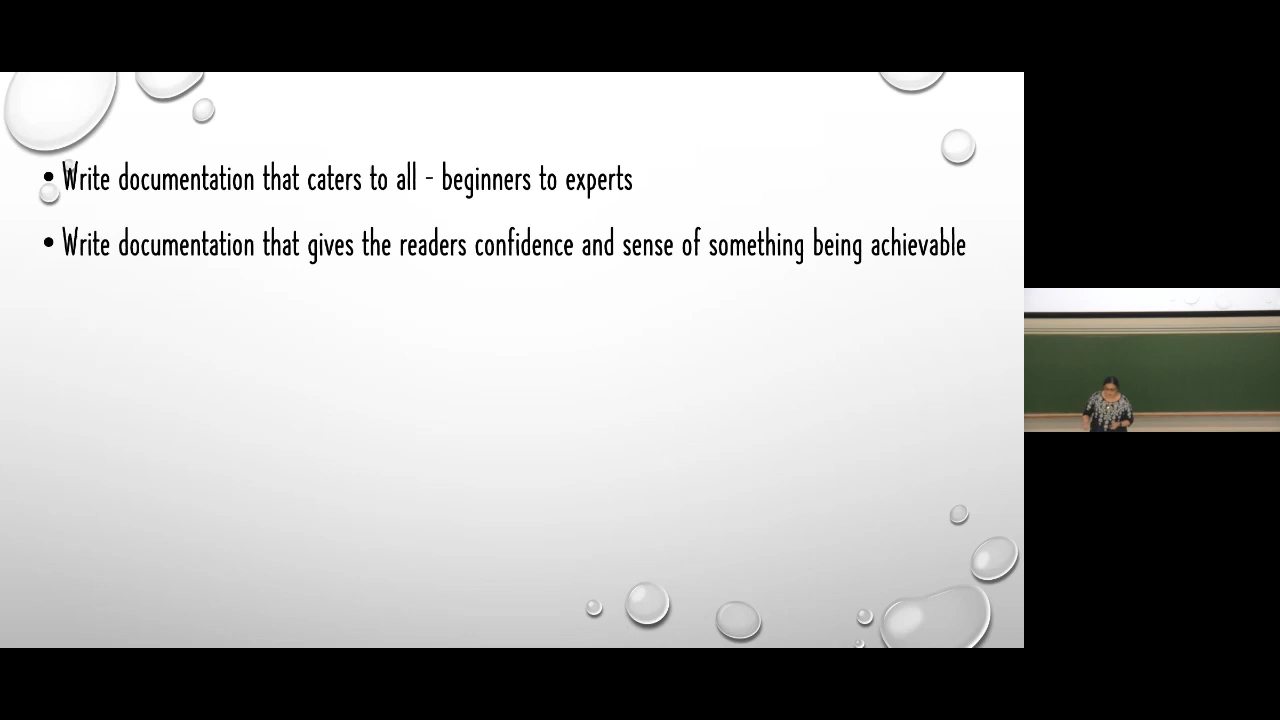 • Write documentation that caters to all - beginners to experts
• Write documentation that gives the readers confidence and sense of something being achievable